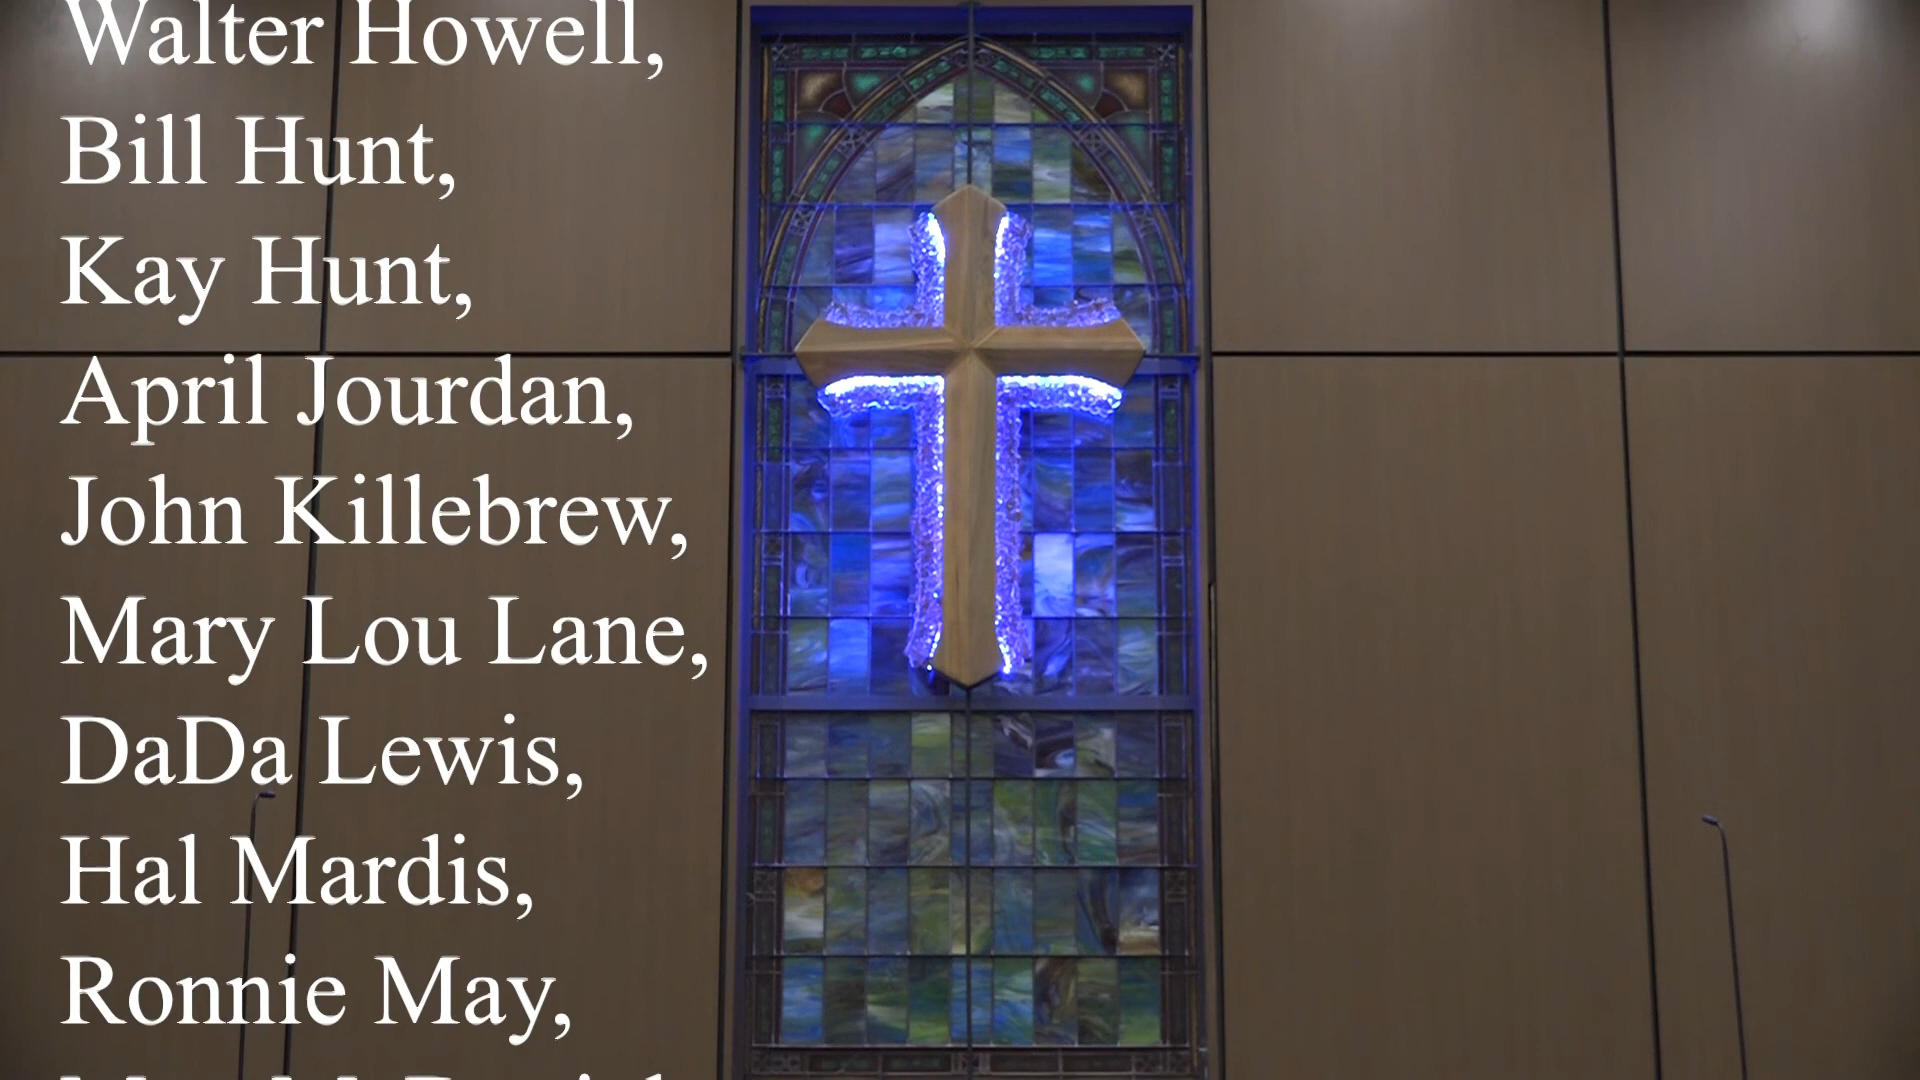 Walter Howell,
Bill Hunt,
Kay Hunt,
April Jourdan,
John Killebrew,
Mary Lou Lane,
DaDa Lewis,
Hal Mardis,
Ronnie May,